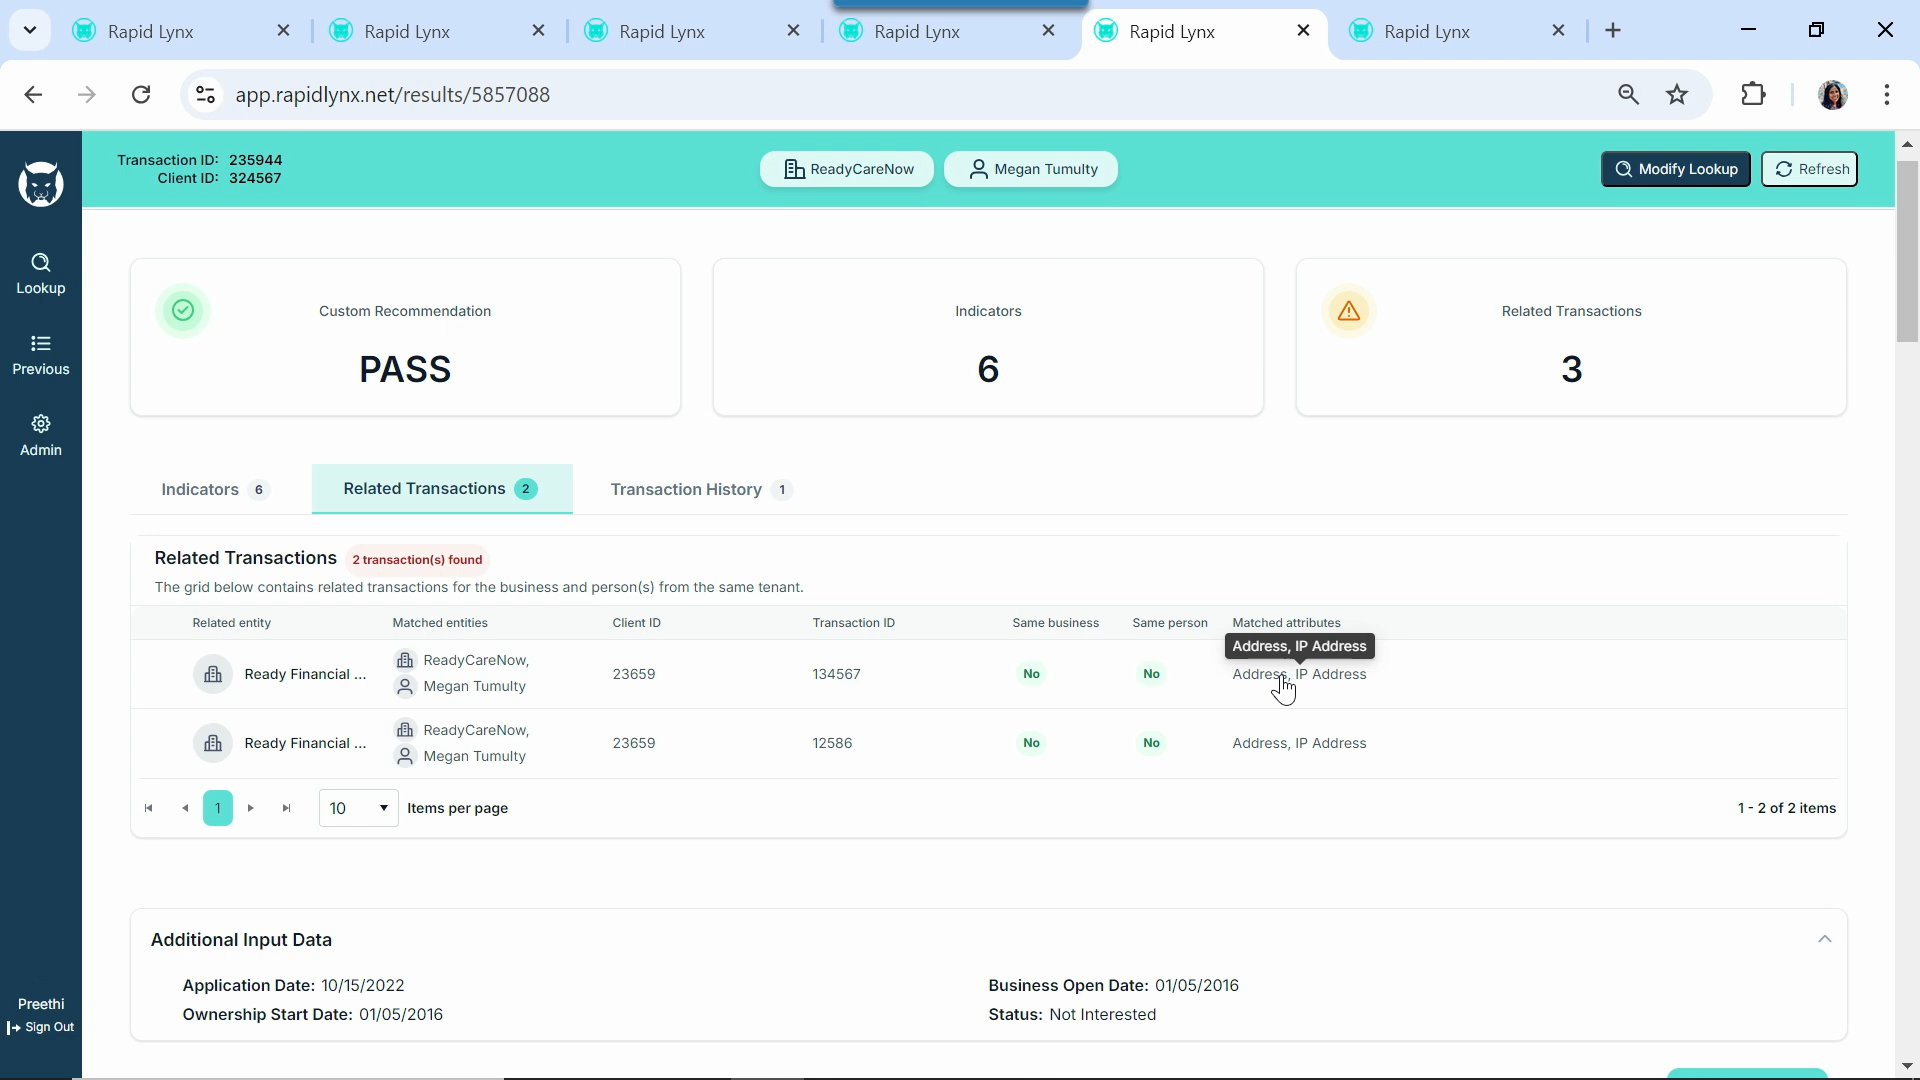 Rapid Lynx
Rapid Lynx
Rapid Lynx
Rapid Lynx
Rapid Lynx
Rapid Lynx
app.rapidlynx.net/results/5857088
Transaction ID: 235944
Client ID: 324567
ReadyCareNow
Megan Tumulty
Modify Lookup
Refresh
Lookup
Previous
Admin
Preethi
Sign Out
Custom Recommendation
PASS
Indicators
6
Related Transactions
3
Indicators 6
Related Transactions 2
Transaction History 1
Related Transactions 2 transaction(s) found
The grid below contains related transactions for the business and person(s) from the same tenant.
Related entity Matched entities Client ID Transaction ID Same business Same person Matched attributes
Address, IP Address
Ready Financial ... ReadyCareNow, 23659 134567 No No Address, IP Address
Megan Tumulty
Ready Financial ... ReadyCareNow, 23659 12586 No No Address, IP Address
Megan Tumulty
1 10 Items per page 1 - 2 of 2 items
Additional Input Data
Application Date: 10/15/2022 Business Open Date: 01/05/2016
Ownership Start Date: 01/05/2016 Status: Not Interested